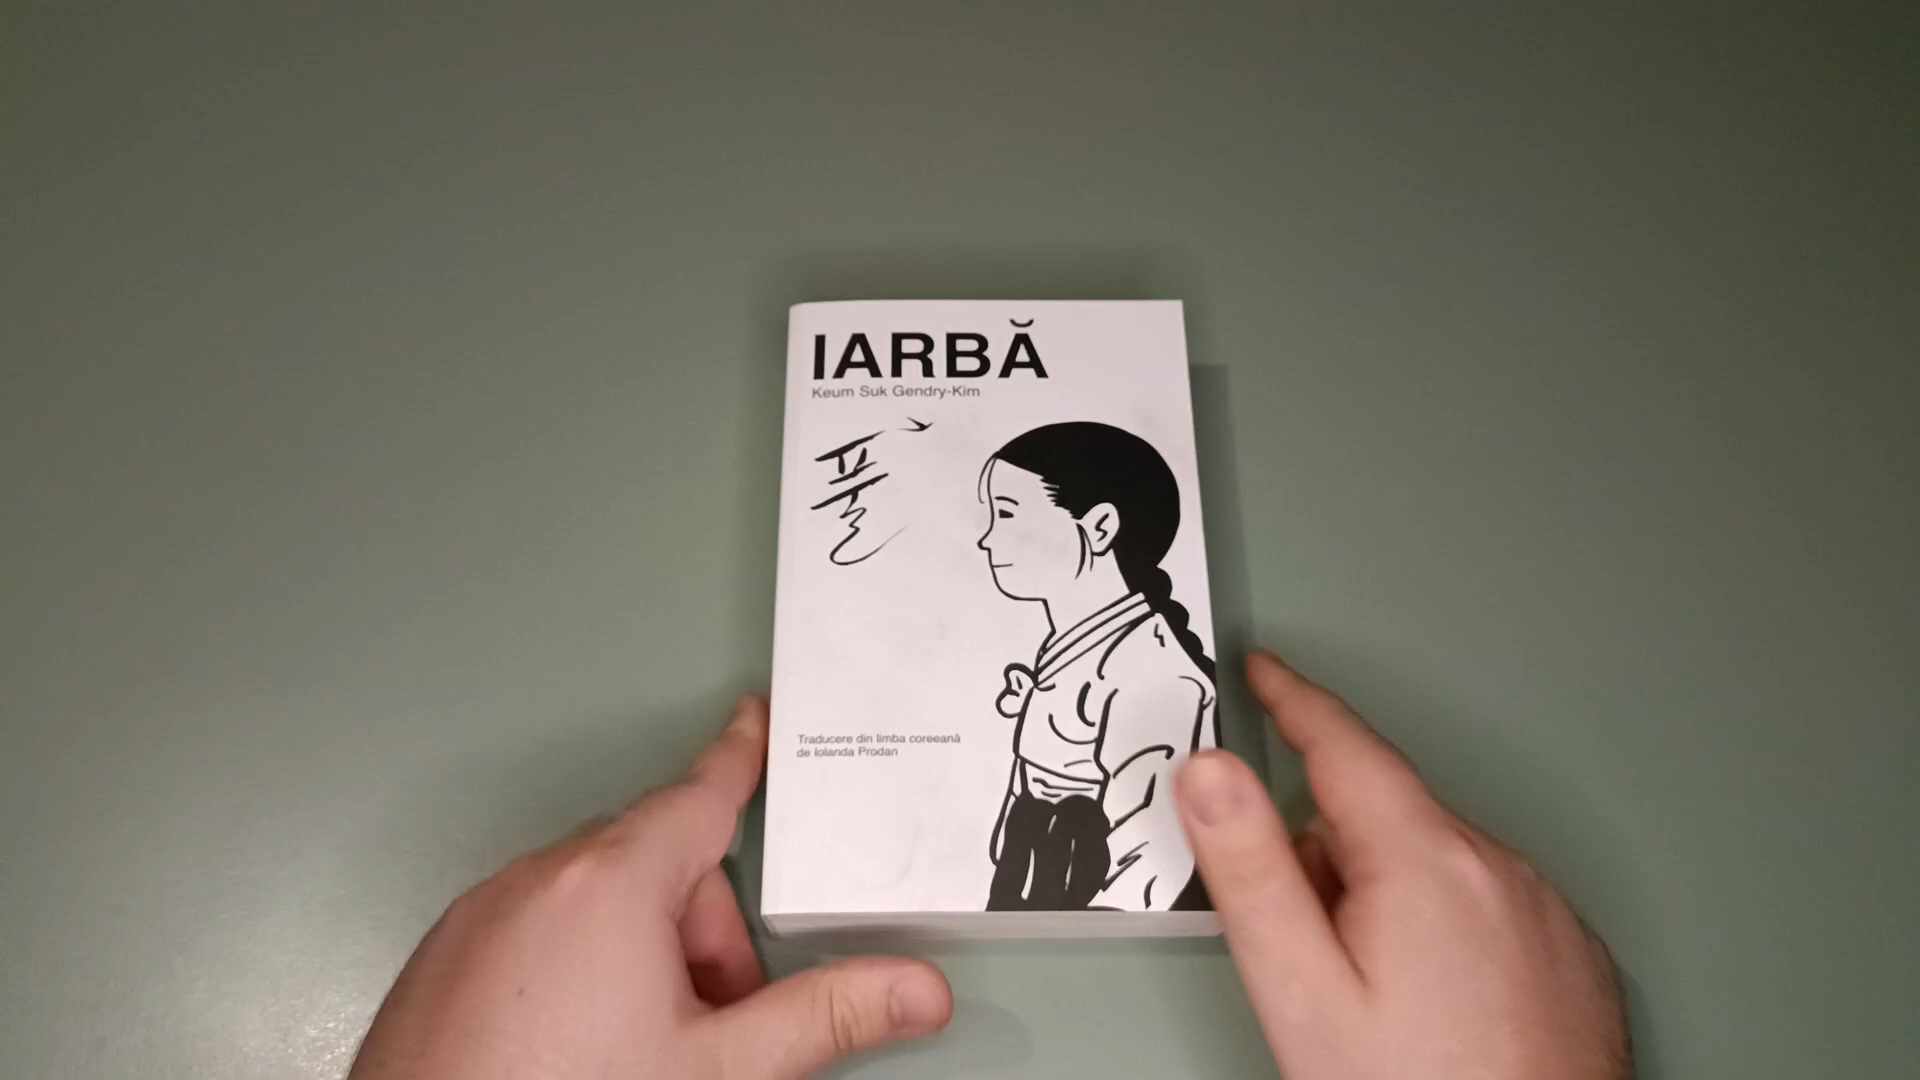 IARBĂ
Keum Suk Gendry-Kim
풀
Traducere din limba coreeană
de Iolanda Prodan